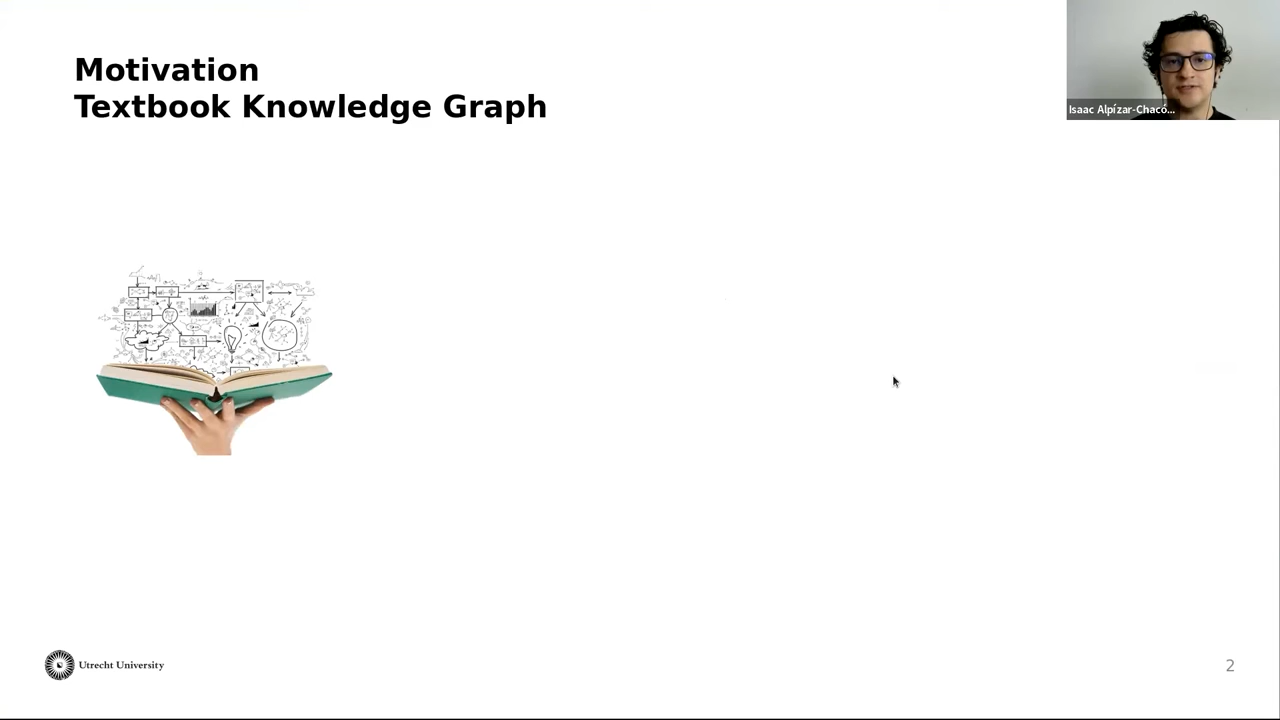 Motivation
Textbook Knowledge Graph
Isaac Alpízar-Chacó...
Utrecht University
2